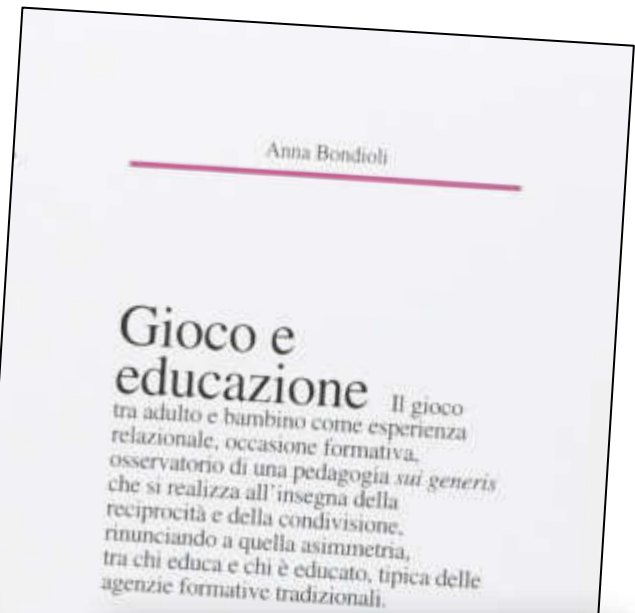 Anna Bondioli
Gioco e
educazione Il gioco
tra adulto e bambino come esperienza
relazionale, occasione formativa,
osservatorio di una pedagogia sui generis
che si realizza all'insegna della
reciprocità e della condivisione,
rinunciando a quella asimmetria,
tra chi educa e chi è educato, tipica delle
agenzie formative tradizionali.